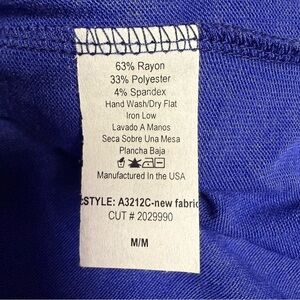 63% Rayon
33% Polyester
4% Spandex
Hand Wash/Dry Flat
Iron Low
Lavado A Manos
Seca Sobre Una Mesa
Plancha Baja
Manufactured In the USA
STYLE: A3212C-new fabric
CUT # 2029990
M/M